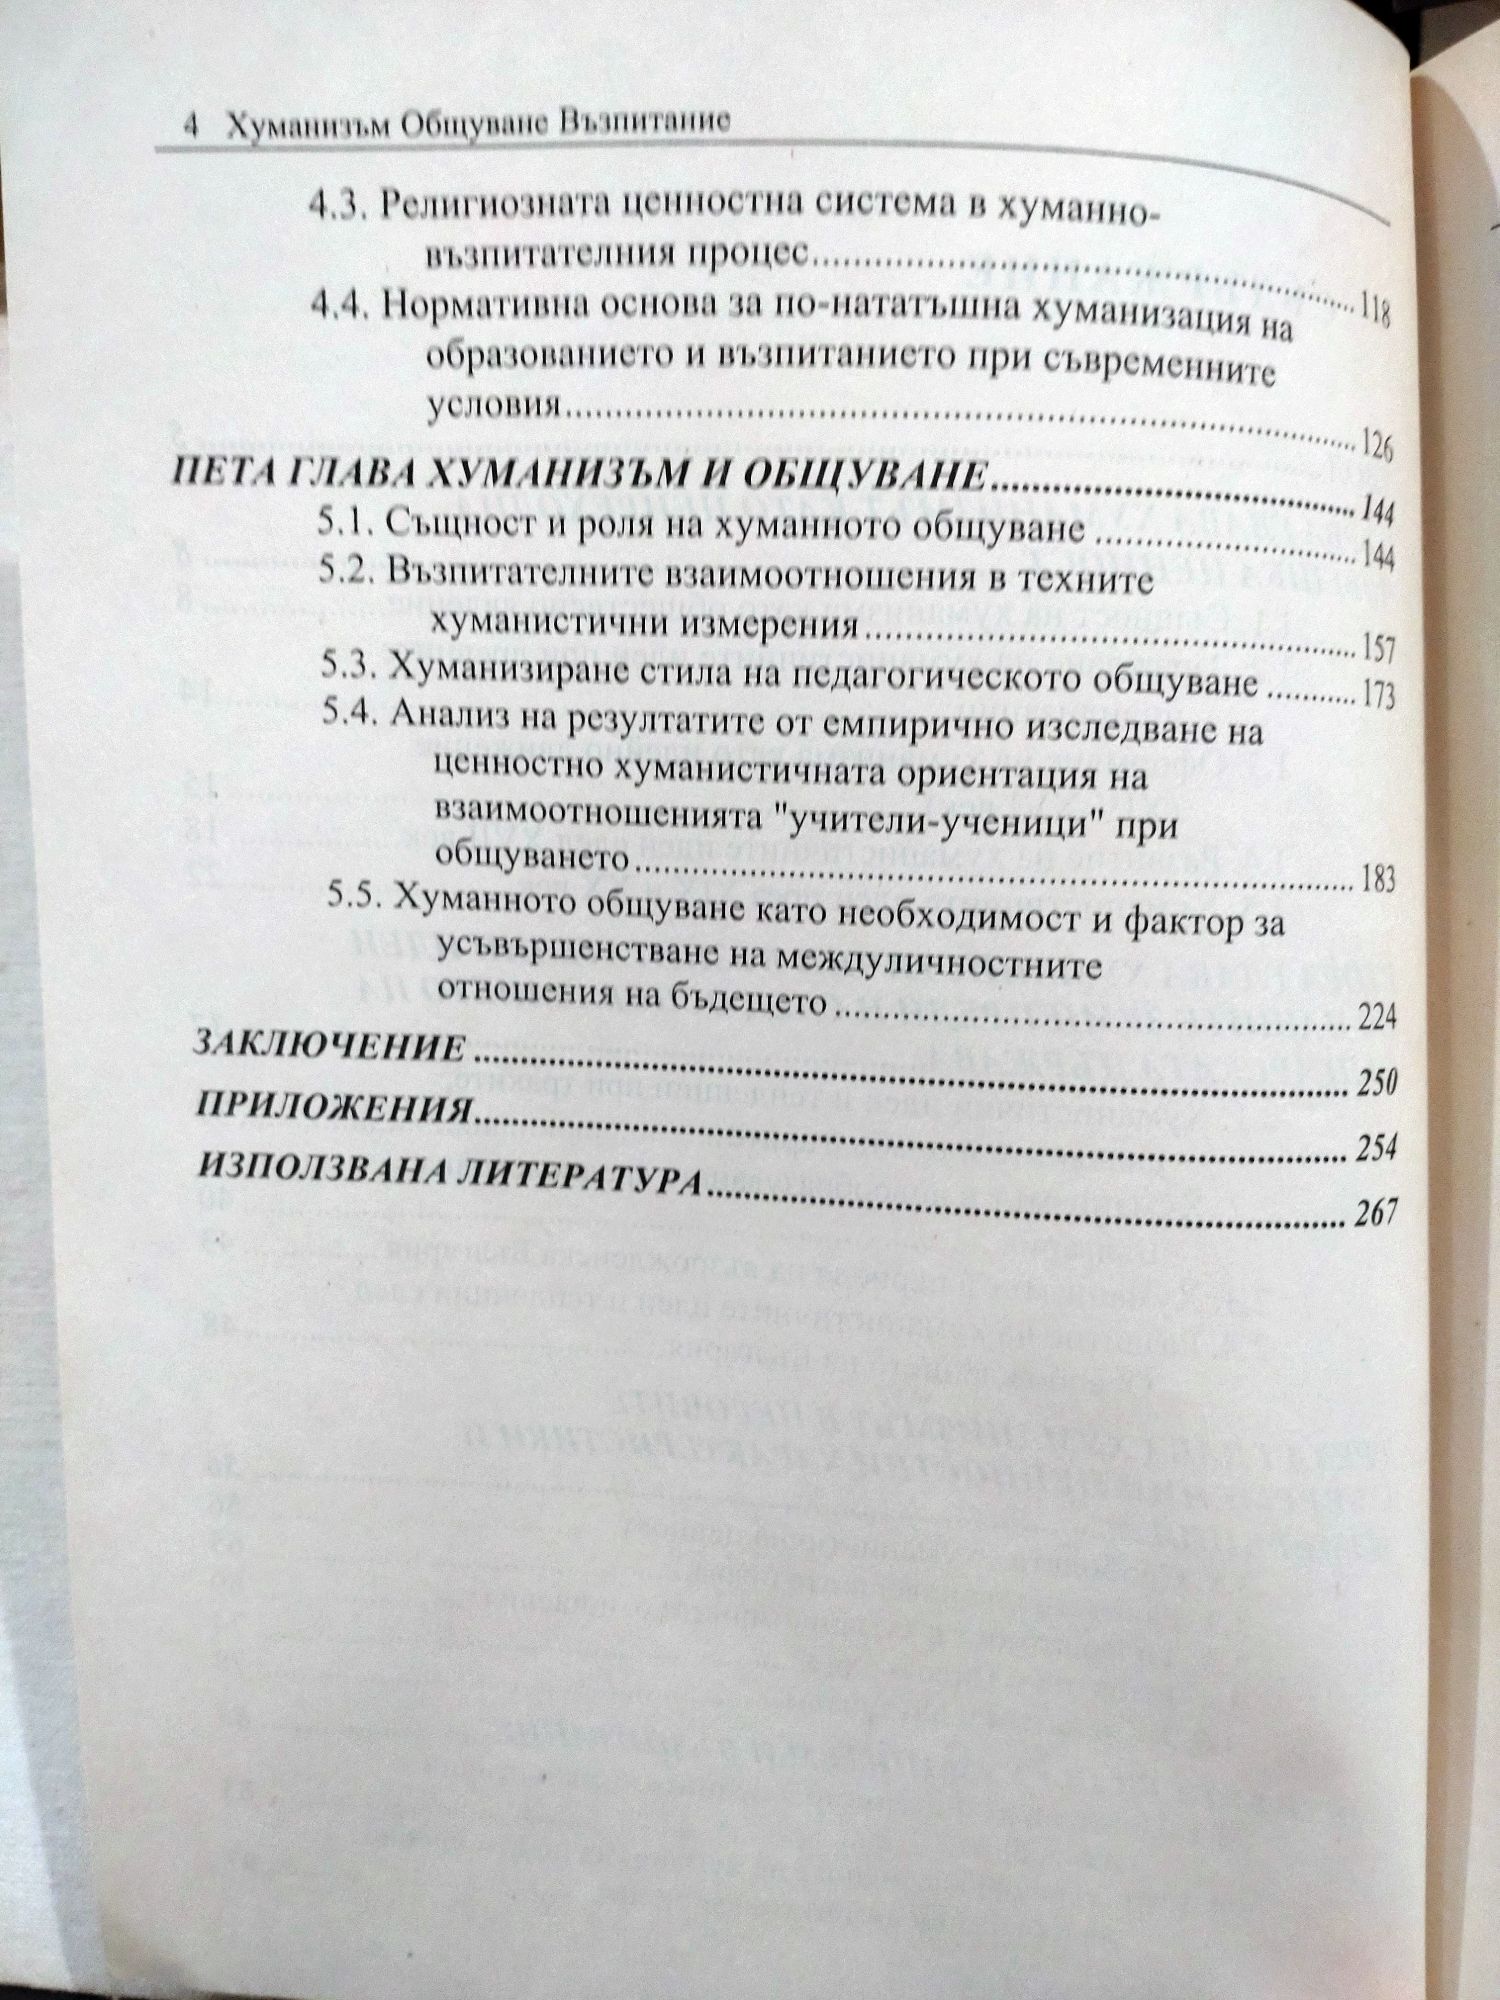 4 Хуманизъм Общуване Възпитание
4.3. Религиозната ценностна система в хуманно-
възпитателния процес..........118
4.4. Нормативна основа за по-нататъшна хуманизация на
образованието и възпитанието при съвременните
условия..........126
ПЕТА ГЛАВА ХУМАНИЗЪМ И ОБЩУВАНЕ..........144
5.1. Същност и роля на хуманното общуване..........144
5.2. Възпитателните взаимоотношения в техните
хуманистични измерения..........157
5.3. Хуманизиране стила на педагогическото общуване..........173
5.4. Анализ на резултатите от емпирично изследване на
ценностно хуманистичната ориентация на
взаимоотношенията "учители-ученици" при
общуването..........183
5.5. Хуманното общуване като необходимост и фактор за
усъвършенстване на междуличностните
отношения на бъдещето..........224
ЗАКЛЮЧЕНИЕ..........250
ПРИЛОЖЕНИЯ..........254
ИЗПОЛЗВАНА ЛИТЕРАТУРА..........267